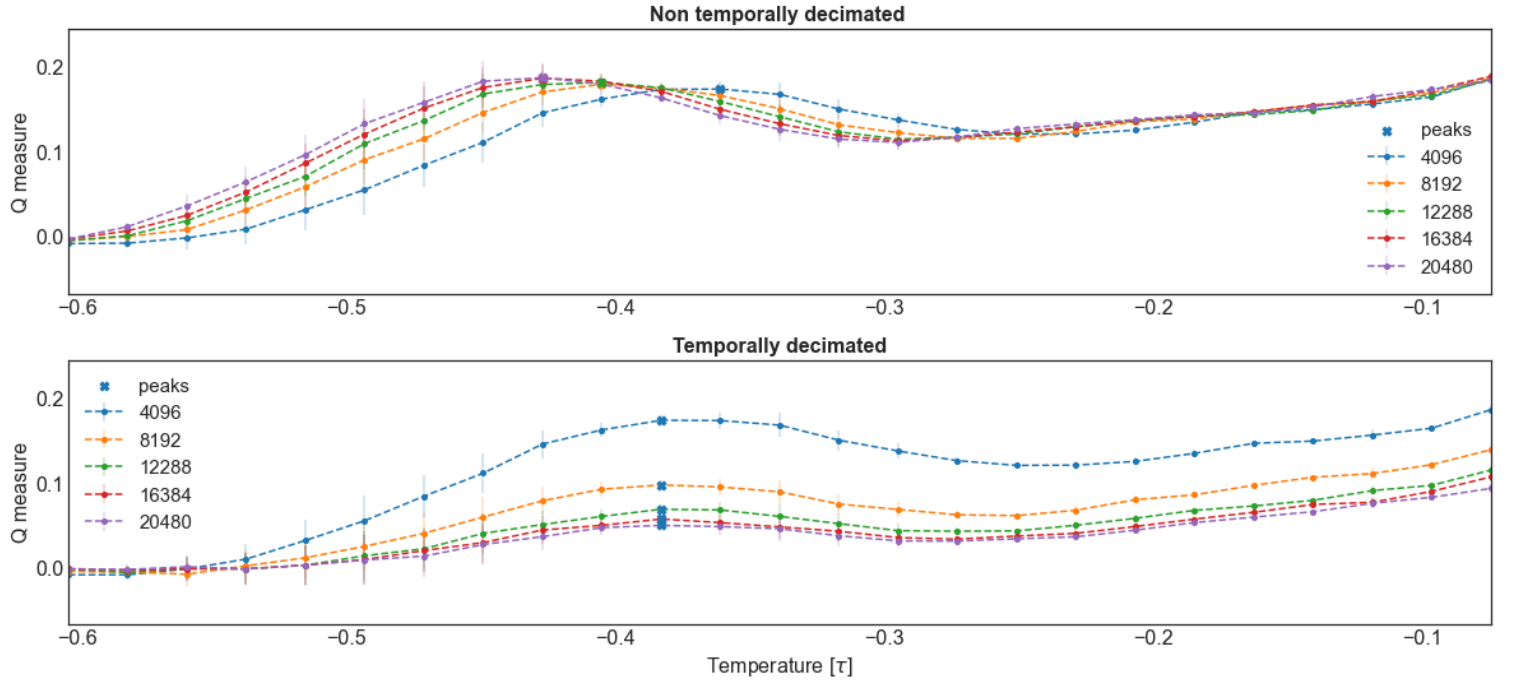 Non temporally decimated
Q measure
0.2
0.1
0.0
−0.6 −0.5 −0.4 −0.3 −0.2 −0.1
peaks
4096
8192
12288
16384
20480
Temporally decimated
Q measure
0.2
0.1
0.0
−0.6 −0.5 −0.4 −0.3 −0.2 −0.1
peaks
4096
8192
12288
16384
20480
Temperature [τ]